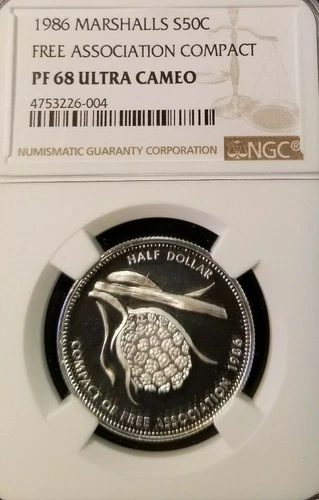 1986 MARSHALLS S50C
FREE ASSOCIATION COMPACT
PF 68 ULTRA CAMEO
4753226-004
NUMISMATIC GUARANTY CORPORATION
NGC®
HALF DOLLAR
COMPACT OF FREE ASSOCIATION 1986